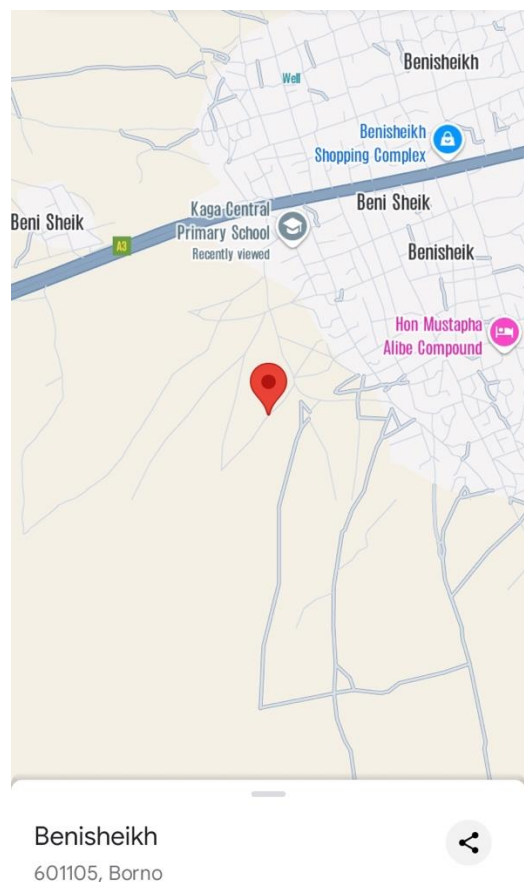 Benisheikh
Well
Benisheikh
Shopping Complex
Kaga Central
Primary School
Recently viewed
Beni Sheik
Beni Sheik
A3
Benisheik
Hon Mustapha
Alibe Compound
Benisheikh
601105, Borno